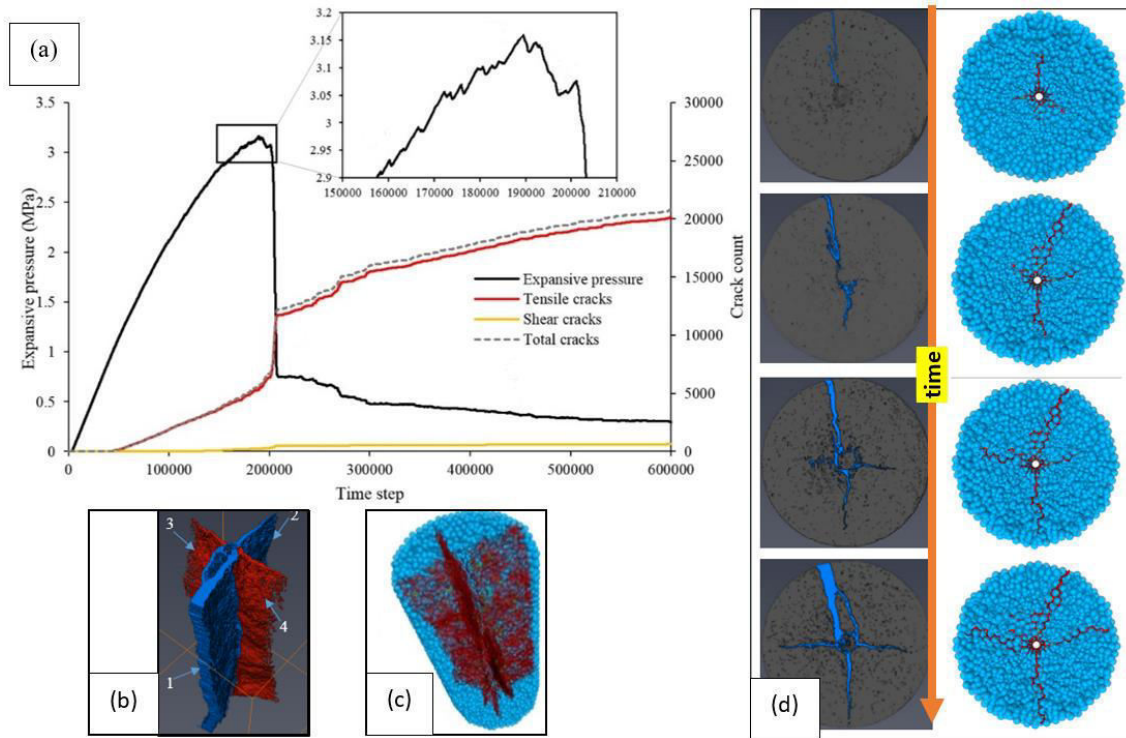 (a)
3.2
3.15
3.1
3.05
3
2.95
2.9
150000 160000 170000 180000 190000 200000 210000
3.5
3
2.5
2
1.5
1
0.5
0
Expansive pressure (MPa)
30000
25000
20000
15000
10000
5000
0
Crack count
Expansive pressure
Tensile cracks
Shear cracks
Total cracks
0 100000 200000 300000 400000 500000 600000
Time step
3
2
4
1
(b)
(c)
time
(d)